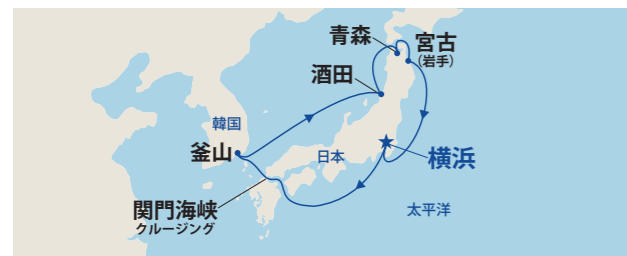 青森
宮古
(岩手)
酒田
韓国
釜山
日本
横浜
関門海峡
クルージング
太平洋